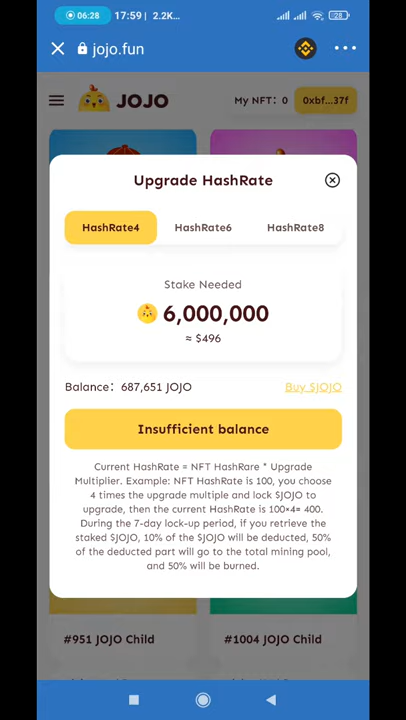 06:28 17:59 2.2K... 28
jojo.fun
JOJO My NFT: 0 0xbf...37f
Upgrade HashRate
HashRate4 HashRate6 HashRate8
Stake Needed
6,000,000
≈ $496
Balance: 687,651 JOJO Buy $JOJO
Insufficient balance
Current HashRate = NFT HashRare * Upgrade
Multiplier. Example: NFT HashRate is 100, you choose
4 times the upgrade multiple and lock $JOJO to
upgrade, then the current HashRate is 100×4= 400.
During the 7-day lock-up period, if you retrieve the
staked $JOJO, 10% of the $JOJO will be deducted, 50%
of the deducted part will go to the total mining pool,
and 50% will be burned.
#951 JOJO Child #1004 JOJO Child